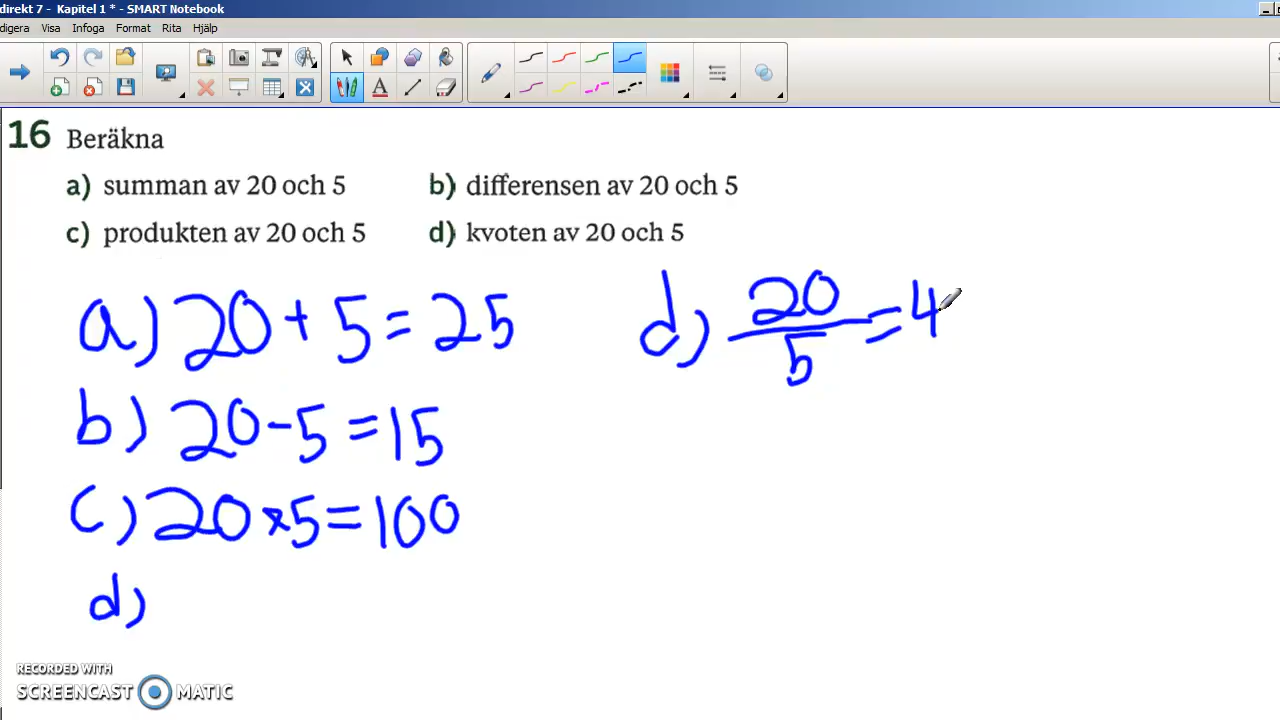 direkt 7 - Kapitel 1 * - SMART Notebook
digera Visa Infoga Format Rita Hjälp
16 Beräkna
a) summan av 20 och 5 b) differensen av 20 och 5
c) produkten av 20 och 5 d) kvoten av 20 och 5
a) 20 + 5 = 25
b) 20 - 5 = 15
c) 20 × 5 = 100
d)
d) 20/5 = 4
RECORDED WITH
SCREENCAST MATIC